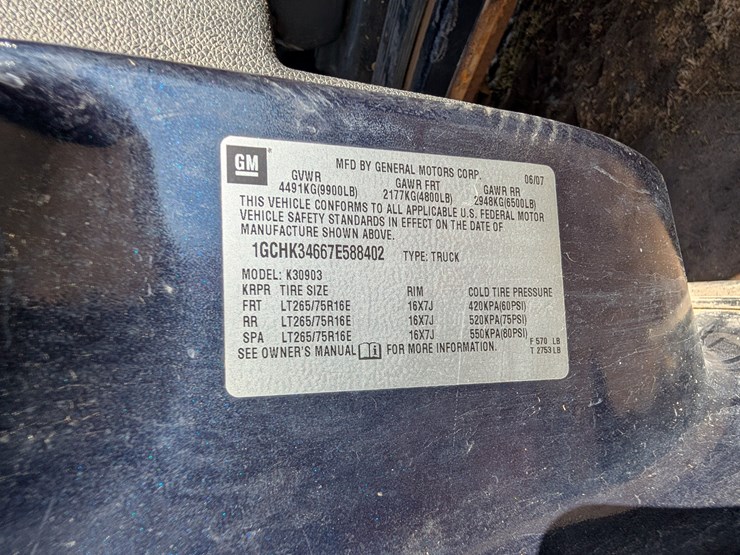 GM
MFD BY GENERAL MOTORS CORP. 06/07
GVWR GAWR FRT GAWR RR
4491KG(9900LB) 2177KG(4800LB) 2948KG(6500LB)
THIS VEHICLE CONFORMS TO ALL APPLICABLE U.S. FEDERAL MOTOR
VEHICLE SAFETY STANDARDS IN EFFECT ON THE DATE OF
MANUFACTURE SHOWN ABOVE.
1GCHK34667E588402 TYPE: TRUCK
MODEL: K30903
KRPR TIRE SIZE RIM COLD TIRE PRESSURE
FRT LT265/75R16E 16X7J 420KPA(60PSI)
RR LT265/75R16E 16X7J 520KPA(75PSI)
SPA LT265/75R16E 16X7J 550KPA(80PSI)
SEE OWNER'S MANUAL i FOR MORE INFORMATION.
F 570 LB
T 2753 LB